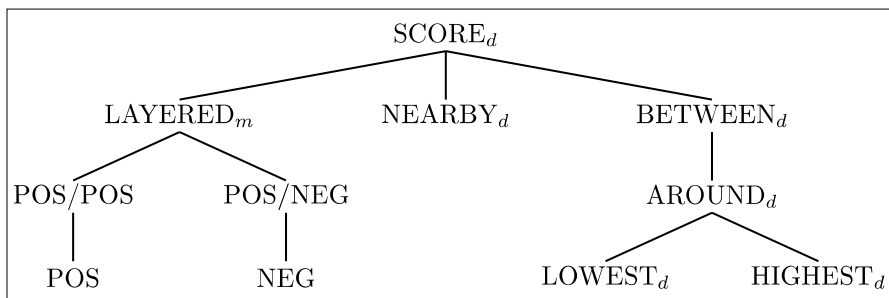 SCORE_d
LAYERED_m NEARBY_d BETWEEN_d
POS/POS POS/NEG AROUND_d
POS NEG LOWEST_d HIGHEST_d